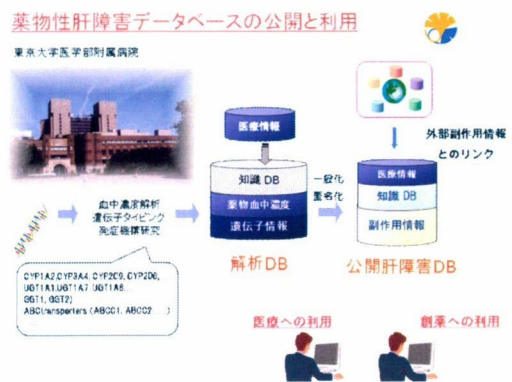 薬物性肝障害データベースの公開と利用
東京大学医学部附属病院
医療情報
知識 DB
薬物血中濃度
遺伝子情報
解析DB
一般化
匿名化
外部副作用情報
とのリンク
医療情報
知識 DB
副作用情報
公開肝障害DB
血中濃度解析
遺伝子タイピング
発症機構研究
CYP1A2,CYP3A4, CYP2C9, CYP2D6,
UGT1A1,UGT1A7, UGT1A6...
GST1, GST2)
ABCtransporters (ABCC1, ABCC2 ...)
...
医療への利用
創薬への利用